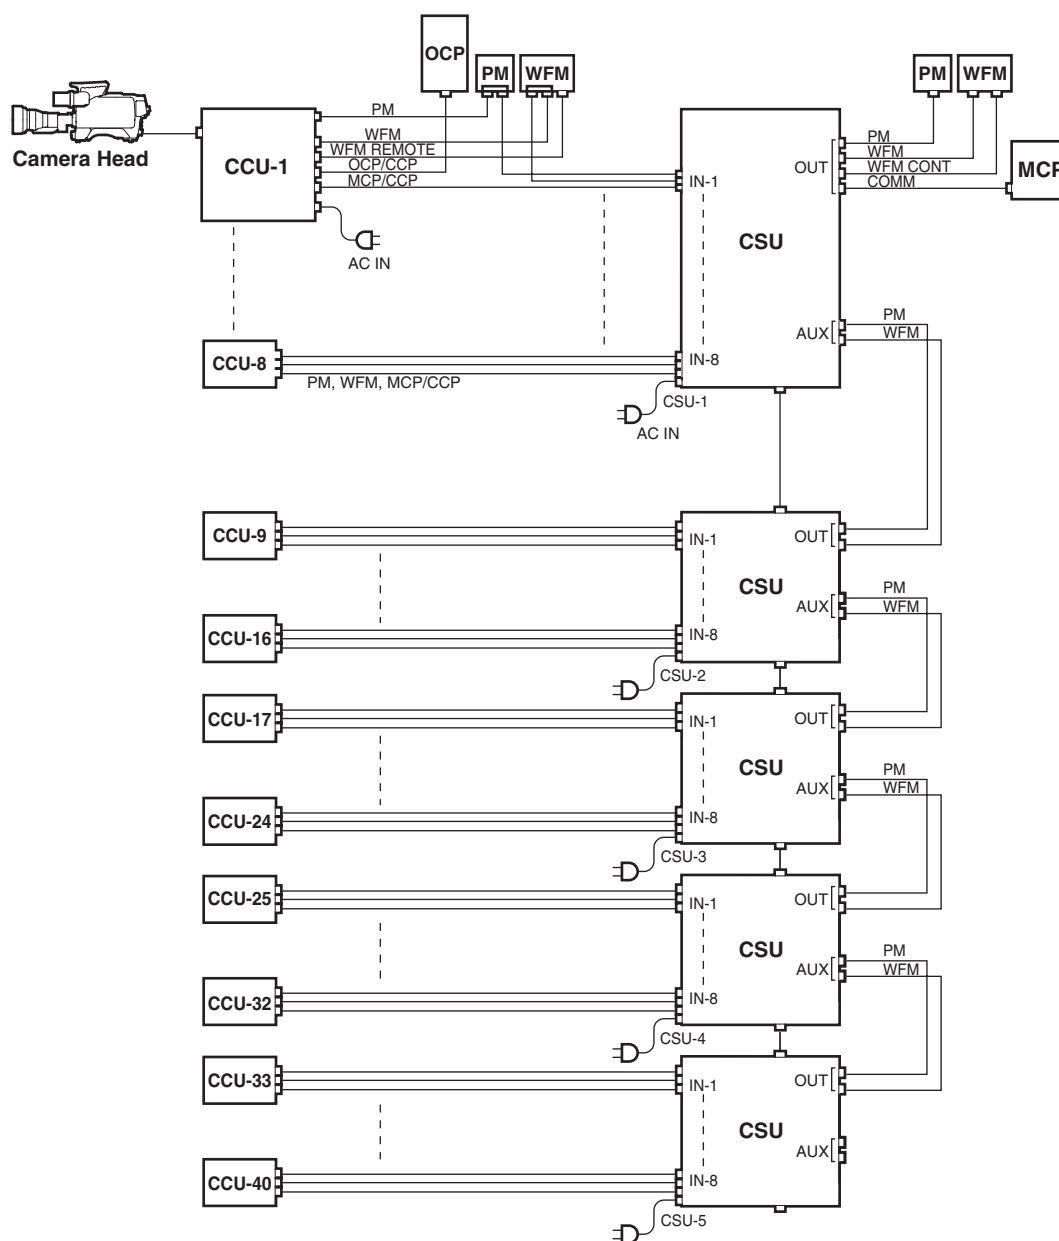 OCP
PM
WFM
PM
WFM
Camera Head
CCU-1
PM
WFM
WFM REMOTE
OCP/CCP
MCP/CCP
AC IN
IN-1
CSU
OUT
PM
WFM
WFM CONT
COMM
MCP
CCU-8
PM, WFM, MCP/CCP
IN-8
CSU-1
AC IN
AUX
PM
WFM
CCU-9
IN-1
CSU
OUT
AUX
PM
WFM
CCU-16
IN-8
CSU-2
CCU-17
IN-1
CSU
OUT
AUX
PM
WFM
CCU-24
IN-8
CSU-3
CCU-25
IN-1
CSU
OUT
AUX
PM
WFM
CCU-32
IN-8
CSU-4
CCU-33
IN-1
CSU
OUT
AUX
CCU-40
IN-8
CSU-5